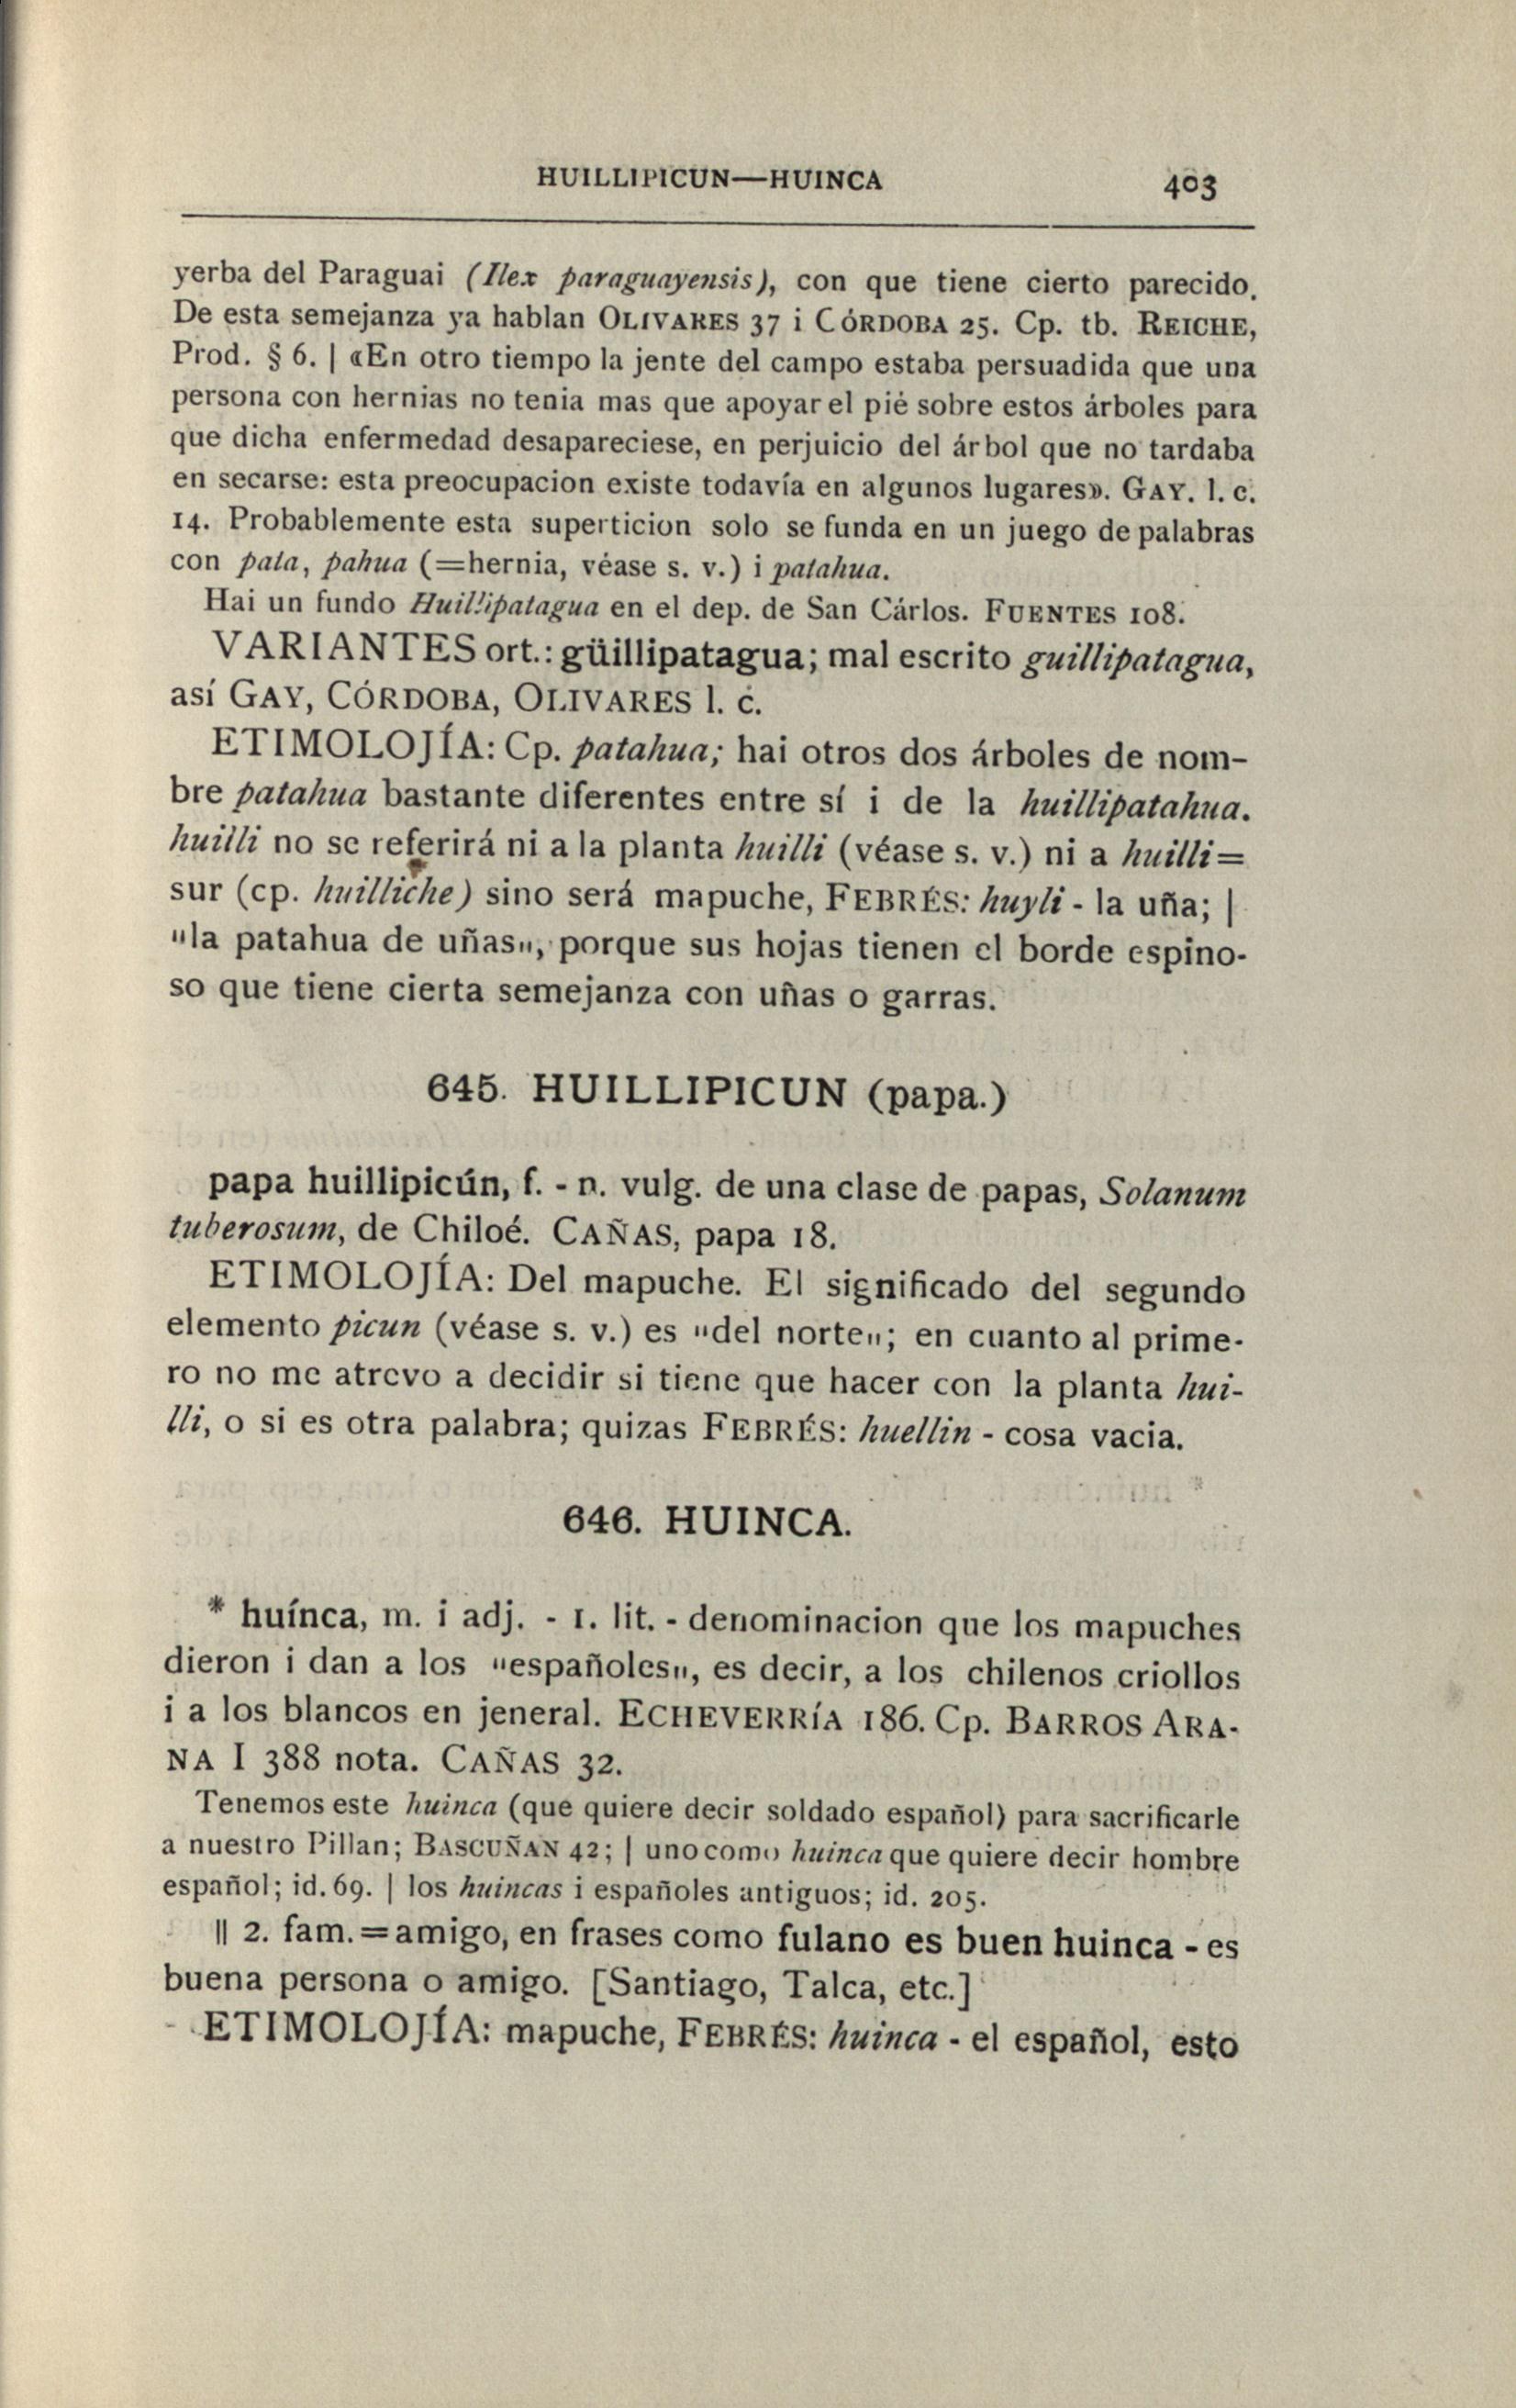 HUILLIPICUN—HUINCA 403
yerba del Paraguai (Ilex paraguayensis), con que tiene cierto parecido.
De esta semejanza ya hablan OLIVARES 37 i CÓRDOBA 25. Cp. tb. REICHE,
Prod. § 6. | «En otro tiempo la jente del campo estaba persuadida que una
persona con hernias no tenia mas que apoyar el pié sobre estos árboles para
que dicha enfermedad desapareciese, en perjuicio del árbol que no tardaba
en secarse: esta preocupacion existe todavía en algunos lugares». GAY. l. c.
14. Probablemente esta superticion solo se funda en un juego de palabras
con pata, pahua (=hernia, véase s. v.) i patahua.
Hai un fundo Huillipatagua en el dep. de San Cárlos. FUENTES 108.
VARIANTES ort.: güillipatagua; mal escrito guillipatagua,
así GAY, CÓRDOBA, OLIVARES l. c.
ETIMOLOJÍA: Cp. patahua; hai otros dos árboles de nom-
bre patahua bastante diferentes entre sí i de la huillipatahua.
huilli no se referirá ni a la planta huilli (véase s. v.) ni a huilli=
sur (cp. huilliche) sino será mapuche, FEBRÉS: huyli - la uña; |
"la patahua de uñas", porque sus hojas tienen el borde espino-
so que tiene cierta semejanza con uñas o garras.
645. HUILLIPICUN (papa.)
papa huillipicún, f. - n. vulg. de una clase de papas, Solanum
tuberosum, de Chiloé. CAÑAS, papa 18.
ETIMOLOJÍA: Del mapuche. El significado del segundo
elemento picun (véase s. v.) es "del norte"; en cuanto al prime-
ro no me atrevo a decidir si tiene que hacer con la planta hui-
lli, o si es otra palabra; quizas FEBRÉS: huellin - cosa vacia.
646. HUINCA.
* huínca, m. i adj. - 1. lit. - denominacion que los mapuches
dieron i dan a los "españoles", es decir, a los chilenos criollos
i a los blancos en jeneral. ECHEVERRÍA 186. Cp. BARROS ARA-
NA I 388 nota. CAÑAS 32.
Tenemos este huinca (que quiere decir soldado español) para sacrificarle
a nuestro Pillan; BASCUÑAN 42; | uno como huinca que quiere decir hombre
español; id. 69. | los huincas i españoles antiguos; id. 205.
|| 2. fam.=amigo, en frases como fulano es buen huinca - es
buena persona o amigo. [Santiago, Talca, etc.]
ETIMOLOJÍA: mapuche, FEBRÉS: huinca - el español, esto